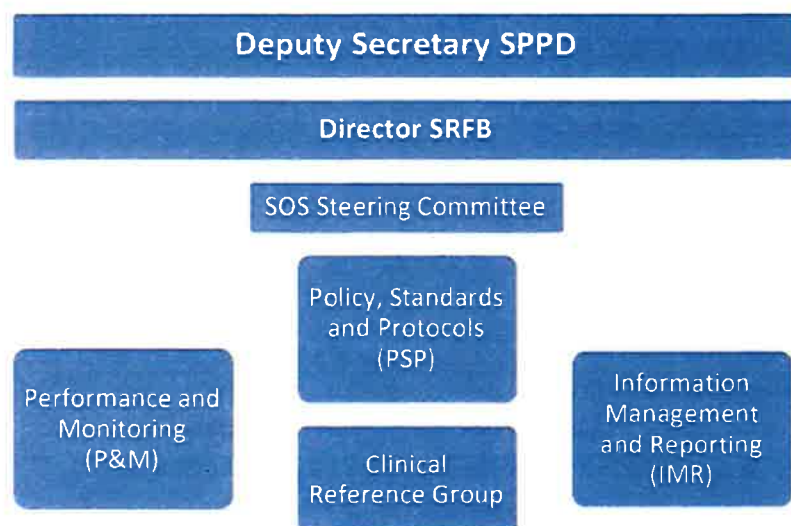 Deputy Secretary SPPD
Director SRFB
SOS Steering Committee
Policy, Standards
and Protocols
(PSP)
Performance and
Monitoring
(P&M)
Clinical
Reference Group
Information
Management
and Reporting
(IMR)